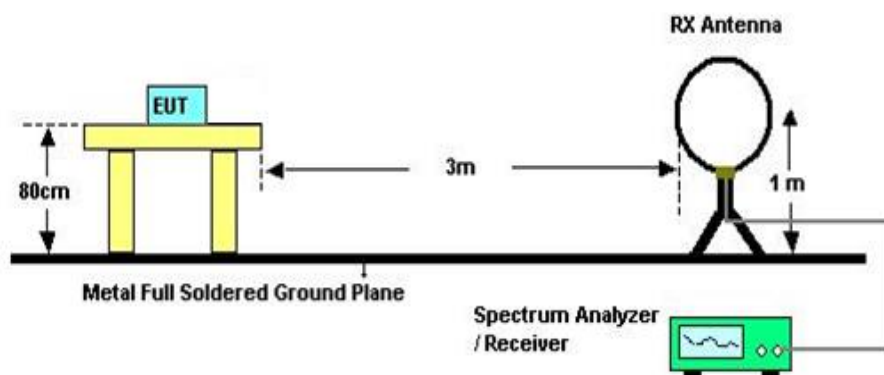 RX Antenna
EUT
80cm
3m
1 m
Metal Full Soldered Ground Plane
Spectrum Analyzer
/ Receiver